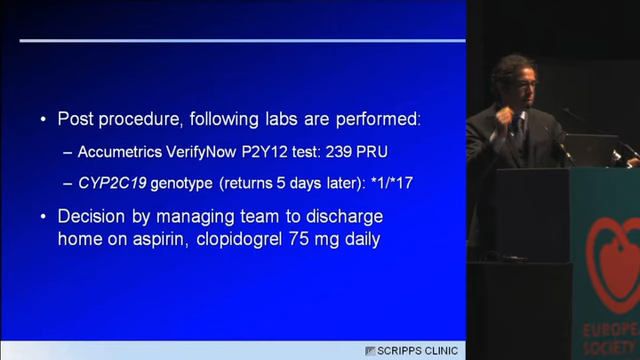 • Post procedure, following labs are performed:
– Accumetrics VerifyNow P2Y12 test: 239 PRU
– CYP2C19 genotype (returns 5 days later): *1/*17
• Decision by managing team to discharge
home on aspirin, clopidogrel 75 mg daily
SCRIPPS CLINIC
EUROPE
SOCIETY